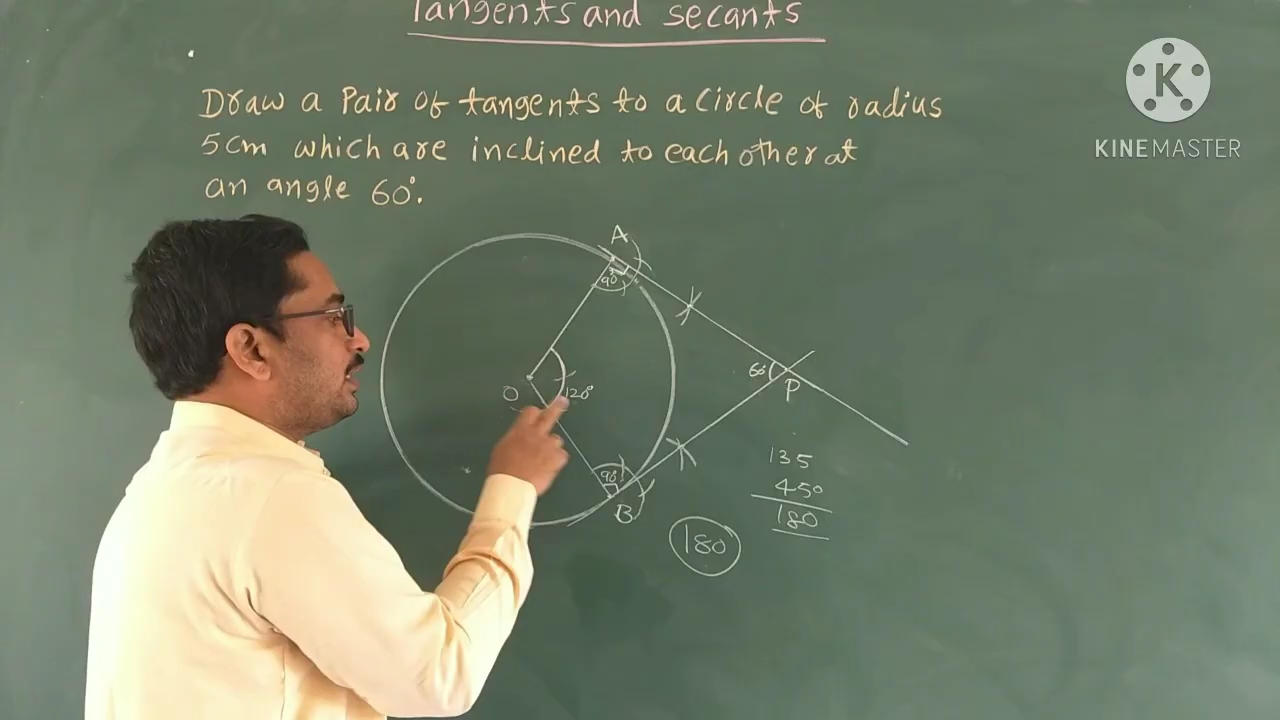 Tangents and secants
Draw a Pair of tangents to a circle of radius
5cm which are inclined to each other at
an angle 60°.
K
KINEMASTER
A
90°
60°
P
O
120°
90°
B
135
45°
180
180